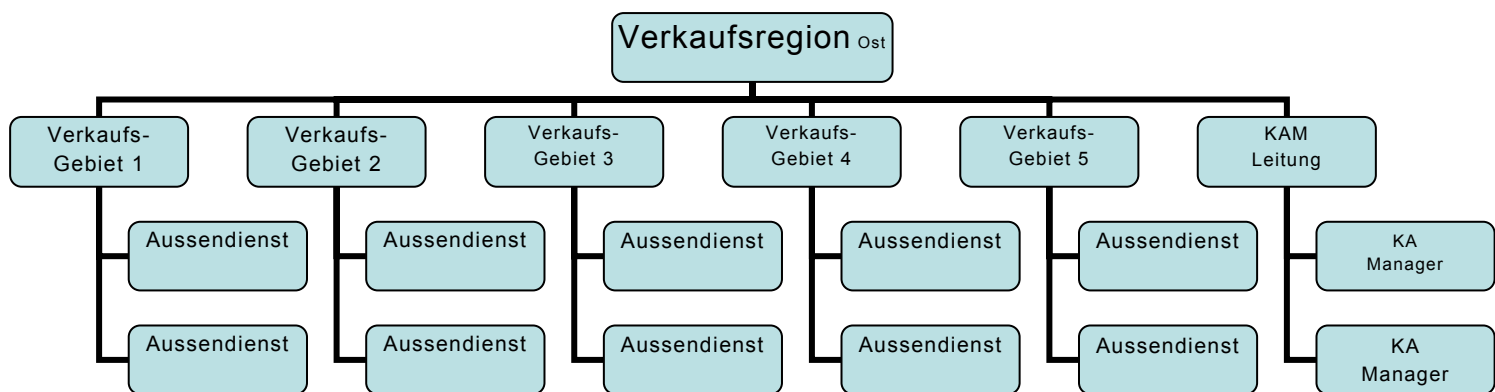 Verkaufsregion Ost
Verkaufs-
Gebiet 1
Verkaufs-
Gebiet 2
Verkaufs-
Gebiet 3
Verkaufs-
Gebiet 4
Verkaufs-
Gebiet 5
KAM
Leitung
Aussendienst
Aussendienst
Aussendienst
Aussendienst
Aussendienst
KA
Manager
Aussendienst
Aussendienst
Aussendienst
Aussendienst
Aussendienst
KA
Manager